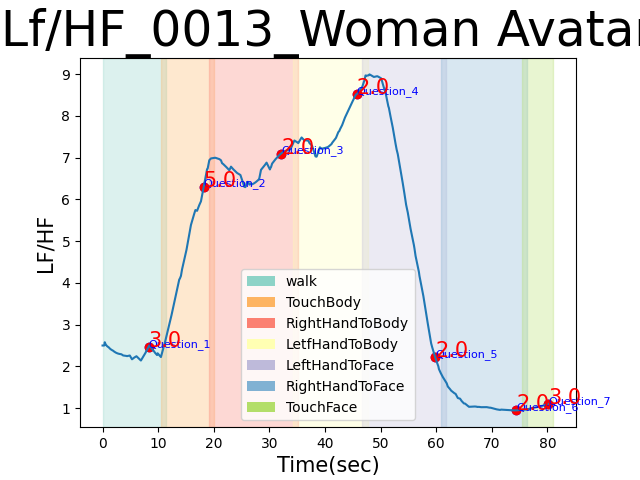 Lf/HF_0013_Woman Avatar
9
8
7
6
5
4
3
2
1
LF/HF
3.0
Question_1
5.0
Question_2
2.0
Question_3
2.0
Question_4
2.0
Question_5
2.0
Question_6
3.0
Question_7
walk
TouchBody
RightHandToBody
LetfHandToBody
LeftHandToFace
RightHandToFace
TouchFace
0 10 20 30 40 50 60 70 80
Time(sec)